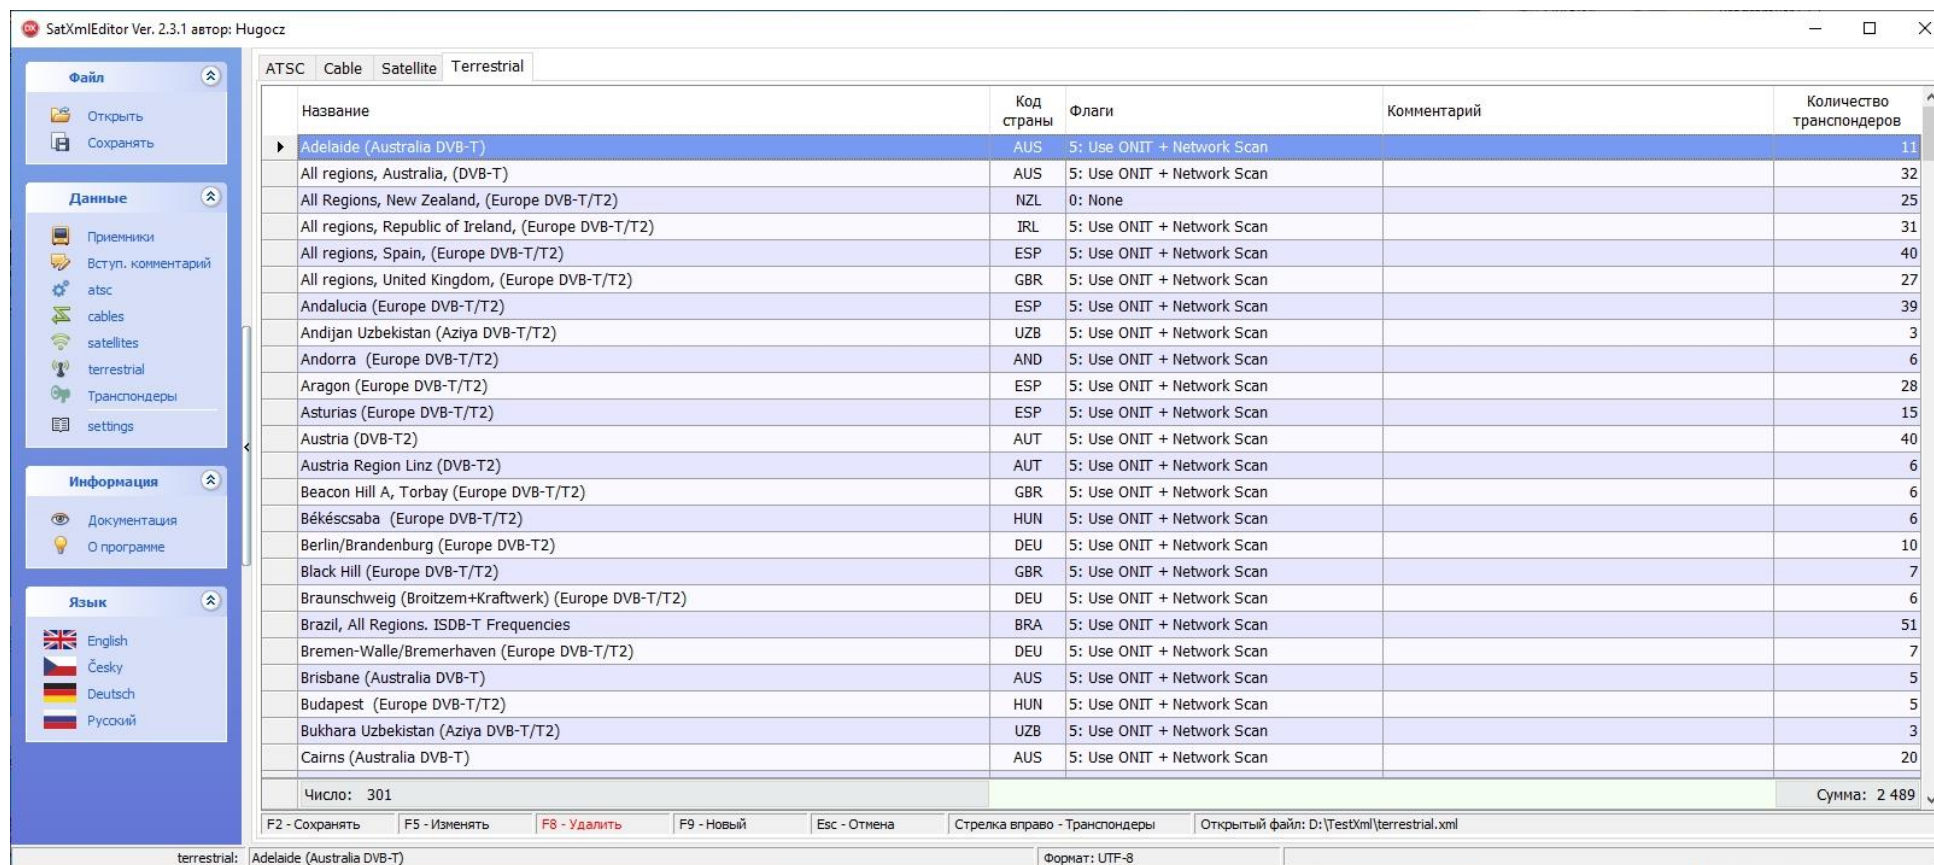 SatXmlEditor Ver. 2.3.1 автор: Hugocz
Файл
Открыть
Сохранять
Данные
Приемники
Вступ. комментарий
atsc
cables
satellites
terrestrial
Транспондеры
settings
Информация
Документация
О программе
Язык
English
Česky
Deutsch
Русский
ATSC Cable Satellite Terrestrial
Название Код страны Флаги Комментарий Количество транспондеров
Adelaide (Australia DVB-T) AUS 5: Use ONIT + Network Scan 11
All regions, Australia, (DVB-T) AUS 5: Use ONIT + Network Scan 32
All Regions, New Zealand, (Europe DVB-T/T2) NZL 0: None 25
All regions, Republic of Ireland, (Europe DVB-T/T2) IRL 5: Use ONIT + Network Scan 31
All regions, Spain, (Europe DVB-T/T2) ESP 5: Use ONIT + Network Scan 40
All regions, United Kingdom, (Europe DVB-T/T2) GBR 5: Use ONIT + Network Scan 27
Andalucia (Europe DVB-T/T2) ESP 5: Use ONIT + Network Scan 39
Andijan Uzbekistan (Aziya DVB-T/T2) UZB 5: Use ONIT + Network Scan 3
Andorra (Europe DVB-T/T2) AND 5: Use ONIT + Network Scan 6
Aragon (Europe DVB-T/T2) ESP 5: Use ONIT + Network Scan 28
Asturias (Europe DVB-T/T2) ESP 5: Use ONIT + Network Scan 15
Austria (DVB-T2) AUT 5: Use ONIT + Network Scan 40
Austria Region Linz (DVB-T2) AUT 5: Use ONIT + Network Scan 6
Beacon Hill A, Torbay (Europe DVB-T/T2) GBR 5: Use ONIT + Network Scan 6
Békéscsaba (Europe DVB-T/T2) HUN 5: Use ONIT + Network Scan 6
Berlin/Brandenburg (Europe DVB-T2) DEU 5: Use ONIT + Network Scan 10
Black Hill (Europe DVB-T/T2) GBR 5: Use ONIT + Network Scan 7
Braunschweig (Broitzem+Kraftwerk) (Europe DVB-T/T2) DEU 5: Use ONIT + Network Scan 6
Brazil, All Regions. ISDB-T Frequencies BRA 5: Use ONIT + Network Scan 51
Bremen-Walle/Bremerhaven (Europe DVB-T/T2) DEU 5: Use ONIT + Network Scan 7
Brisbane (Australia DVB-T) AUS 5: Use ONIT + Network Scan 5
Budapest (Europe DVB-T/T2) HUN 5: Use ONIT + Network Scan 5
Bukhara Uzbekistan (Aziya DVB-T/T2) UZB 5: Use ONIT + Network Scan 3
Cairns (Australia DVB-T) AUS 5: Use ONIT + Network Scan 20
Число: 301 Сумма: 2 489
F2 - Сохранять F5 - Изменять F8 - Удалить F9 - Новый Esc - Отмена Стрелка вправо - Транспондеры Открытый файл: D:\TestXml\terrestrial.xml
terrestrial: Adelaide (Australia DVB-T) Формат: UTF-8